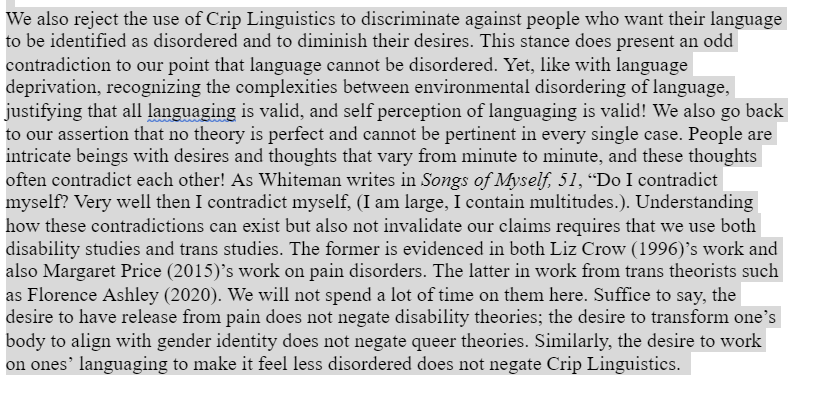 We also reject the use of Crip Linguistics to discriminate against people who want their language
to be identified as disordered and to diminish their desires. This stance does present an odd
contradiction to our point that language cannot be disordered. Yet, like with language
deprivation, recognizing the complexities between environmental disordering of language,
justifying that all languaging is valid, and self perception of languaging is valid! We also go back
to our assertion that no theory is perfect and cannot be pertinent in every single case. People are
intricate beings with desires and thoughts that vary from minute to minute, and these thoughts
often contradict each other! As Whiteman writes in Songs of Myself, 51, “Do I contradict
myself? Very well then I contradict myself, (I am large, I contain multitudes.). Understanding
how these contradictions can exist but also not invalidate our claims requires that we use both
disability studies and trans studies. The former is evidenced in both Liz Crow (1996)’s work and
also Margaret Price (2015)’s work on pain disorders. The latter in work from trans theorists such
as Florence Ashley (2020). We will not spend a lot of time on them here. Suffice to say, the
desire to have release from pain does not negate disability theories; the desire to transform one’s
body to align with gender identity does not negate queer theories. Similarly, the desire to work
on ones’ languaging to make it feel less disordered does not negate Crip Linguistics.